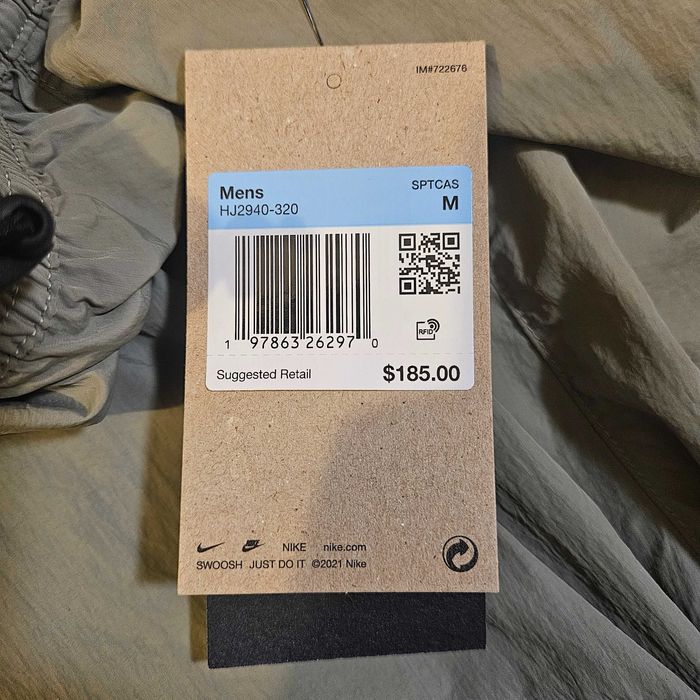 IM#722676
Mens
SPTCAS
HJ2940-320
M
RFID
1 97863 26297 0
Suggested Retail
$185.00
NIKE nike.com
SWOOSH JUST DO IT ©2021 Nike